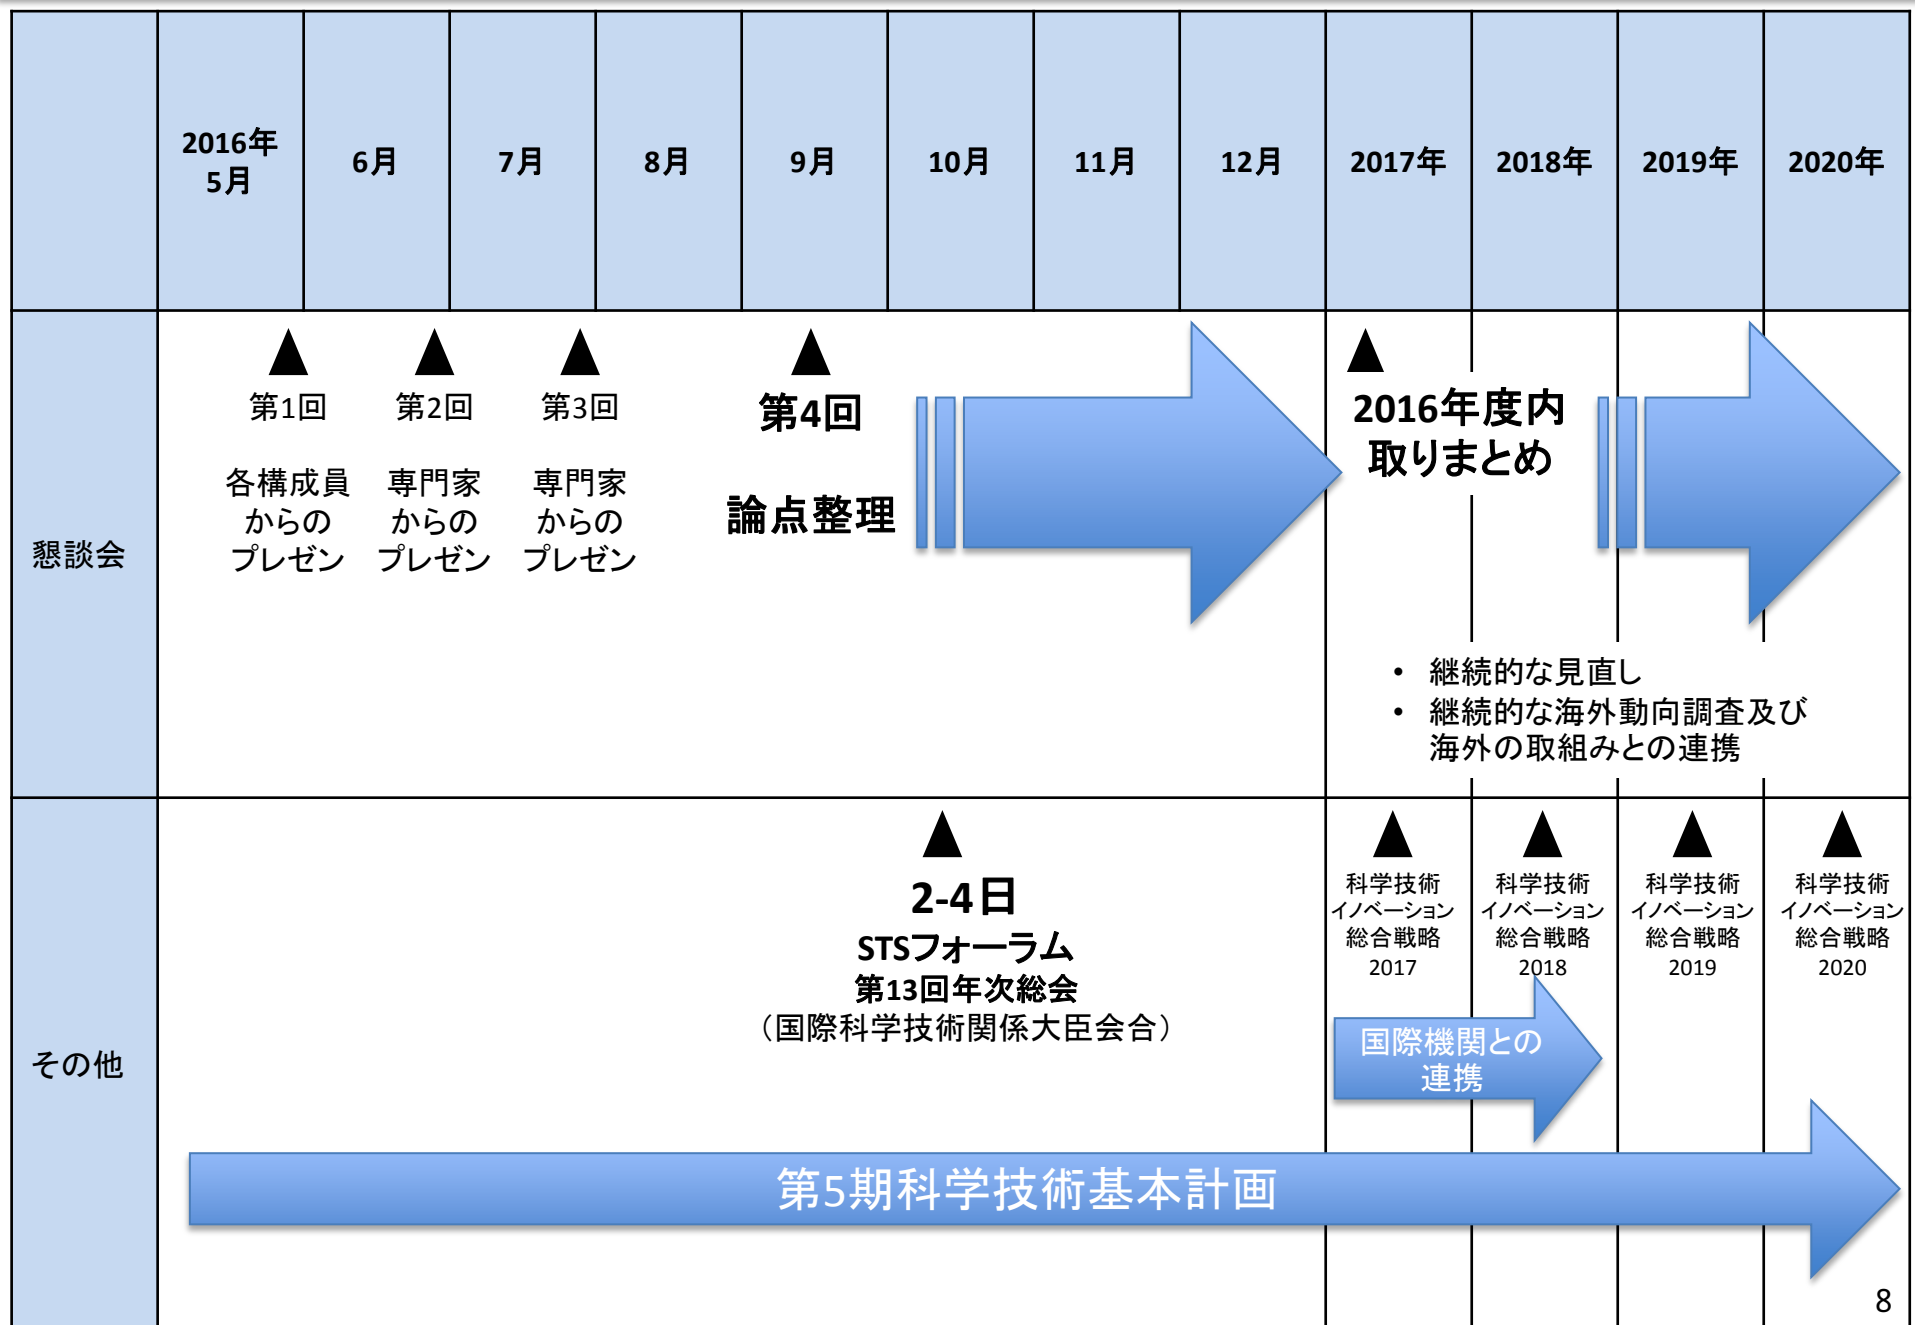 2016年
5月
6月
7月
8月
9月
10月
11月
12月
2017年
2018年
2019年
2020年
懇談会
第1回
各構成員
からの
プレゼン
第2回
専門家
からの
プレゼン
第3回
専門家
からの
プレゼン
第4回
論点整理
2016年度内
取りまとめ
• 継続的な見直し
• 継続的な海外動向調査及び
海外の取組みとの連携
その他
2-4日
STSフォーラム
第13回年次総会
（国際科学技術関係大臣会合）
科学技術
イノベーション
総合戦略
2017
科学技術
イノベーション
総合戦略
2018
科学技術
イノベーション
総合戦略
2019
科学技術
イノベーション
総合戦略
2020
国際機関との
連携
第5期科学技術基本計画
8